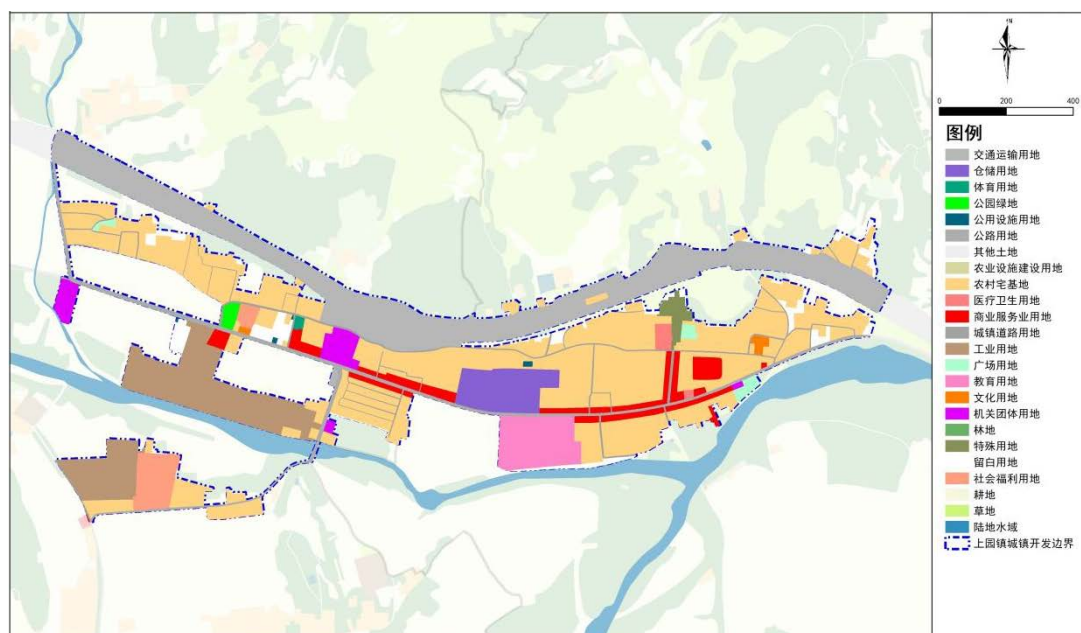 N
0
200
400
图例
交通运输用地
仓储用地
体育用地
公园绿地
公用设施用地
公路用地
其他土地
农业设施建设用地
农村宅基地
医疗卫生用地
商业服务业用地
城镇道路用地
工业用地
广场用地
教育用地
文化用地
机关团体用地
林地
特殊用地
留白用地
社会福利用地
耕地
草地
陆地水域
上园镇城镇开发边界